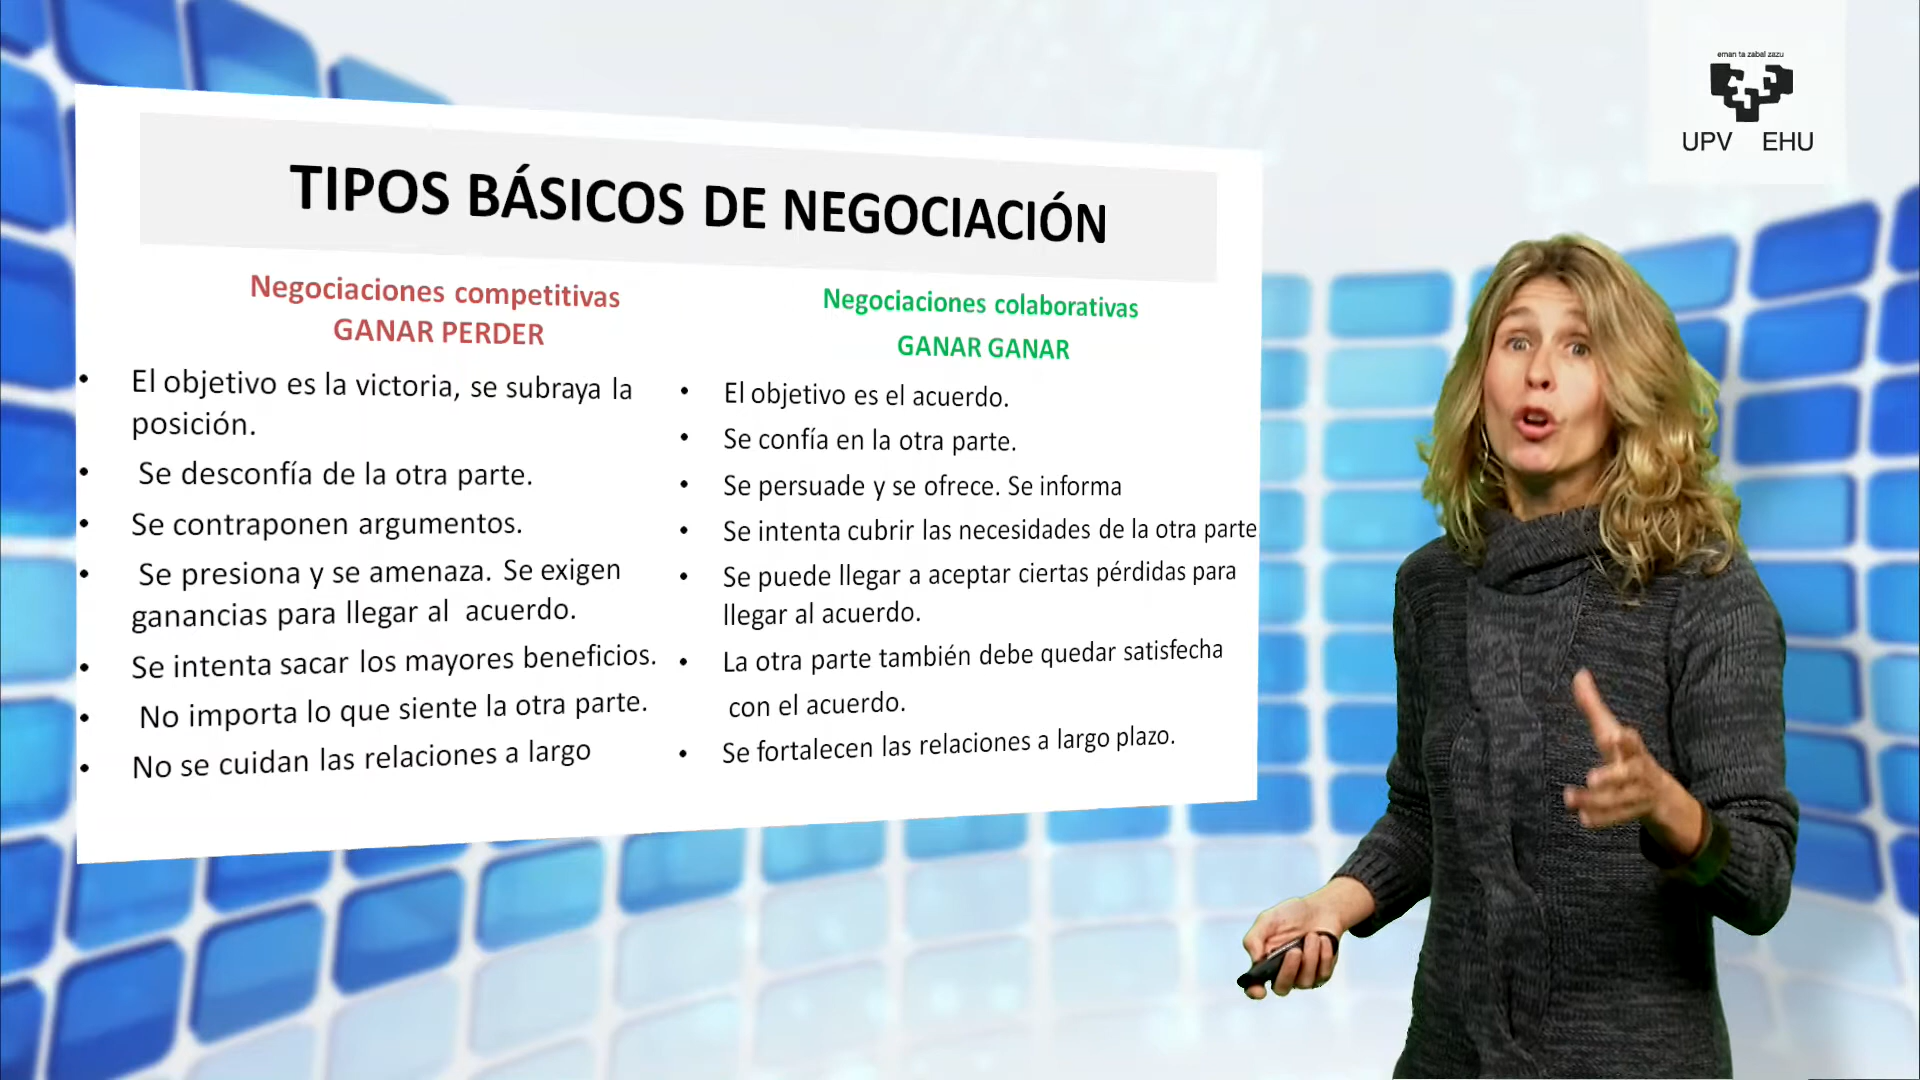 eman ta zabal zazu
UPV EHU
TIPOS BÁSICOS DE NEGOCIACIÓN
Negociaciones competitivas
GANAR PERDER
• El objetivo es la victoria, se subraya la
posición.
• Se desconfía de la otra parte.
• Se contraponen argumentos.
• Se presiona y se amenaza. Se exigen
ganancias para llegar al acuerdo.
• Se intenta sacar los mayores beneficios.
• No importa lo que siente la otra parte.
• No se cuidan las relaciones a largo
Negociaciones colaborativas
GANAR GANAR
• El objetivo es el acuerdo.
• Se confía en la otra parte.
• Se persuade y se ofrece. Se informa
• Se intenta cubrir las necesidades de la otra parte
• Se puede llegar a aceptar ciertas pérdidas para
llegar al acuerdo.
• La otra parte también debe quedar satisfecha
con el acuerdo.
• Se fortalecen las relaciones a largo plazo.